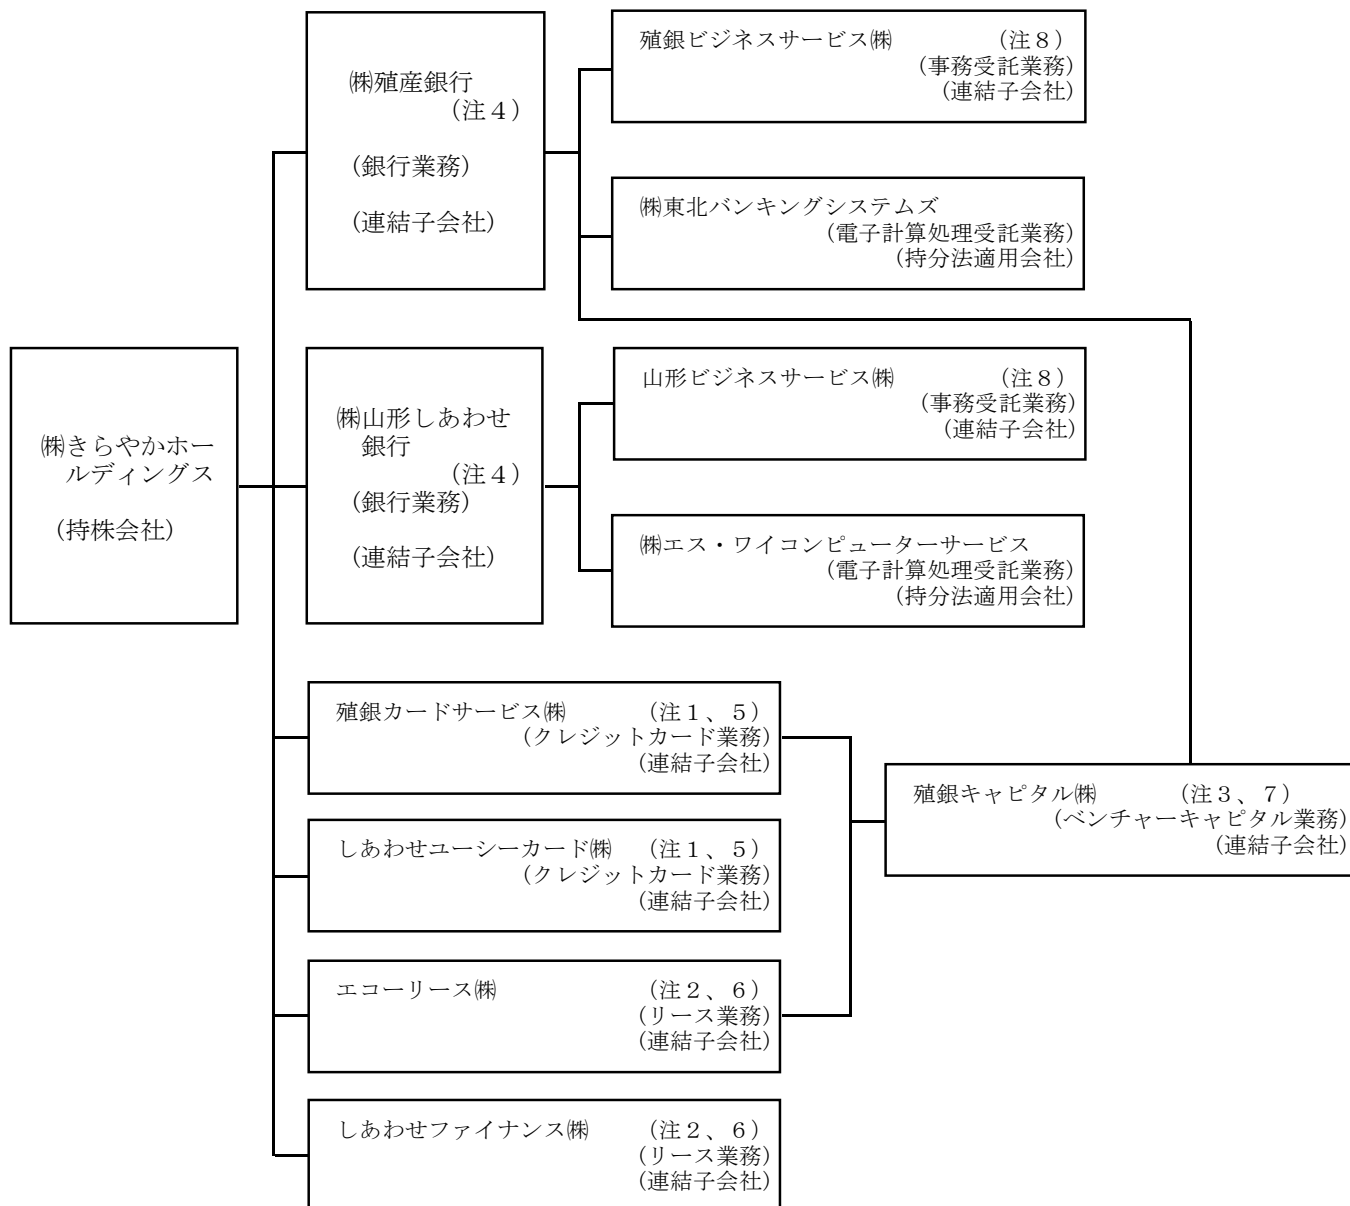 ㈱きらやかホー
ルディングス
(持株会社)
㈱殖産銀行
(注4)
(銀行業務)
(連結子会社)
殖銀ビジネスサービス㈱ (注8)
(事務受託業務)
(連結子会社)
㈱東北バンキングシステムズ
(電子計算処理受託業務)
(持分法適用会社)
㈱山形しあわせ
銀行
(注4)
(銀行業務)
(連結子会社)
山形ビジネスサービス㈱ (注8)
(事務受託業務)
(連結子会社)
㈱エス・ワイコンピューターサービス
(電子計算処理受託業務)
(持分法適用会社)
殖銀カードサービス㈱ (注1、5)
(クレジットカード業務)
(連結子会社)
しあわせユーシーカード㈱ (注1、5)
(クレジットカード業務)
(連結子会社)
エコーリース㈱ (注2、6)
(リース業務)
(連結子会社)
しあわせファイナンス㈱ (注2、6)
(リース業務)
(連結子会社)
殖銀キャピタル㈱ (注3、7)
(ベンチャーキャピタル業務)
(連結子会社)